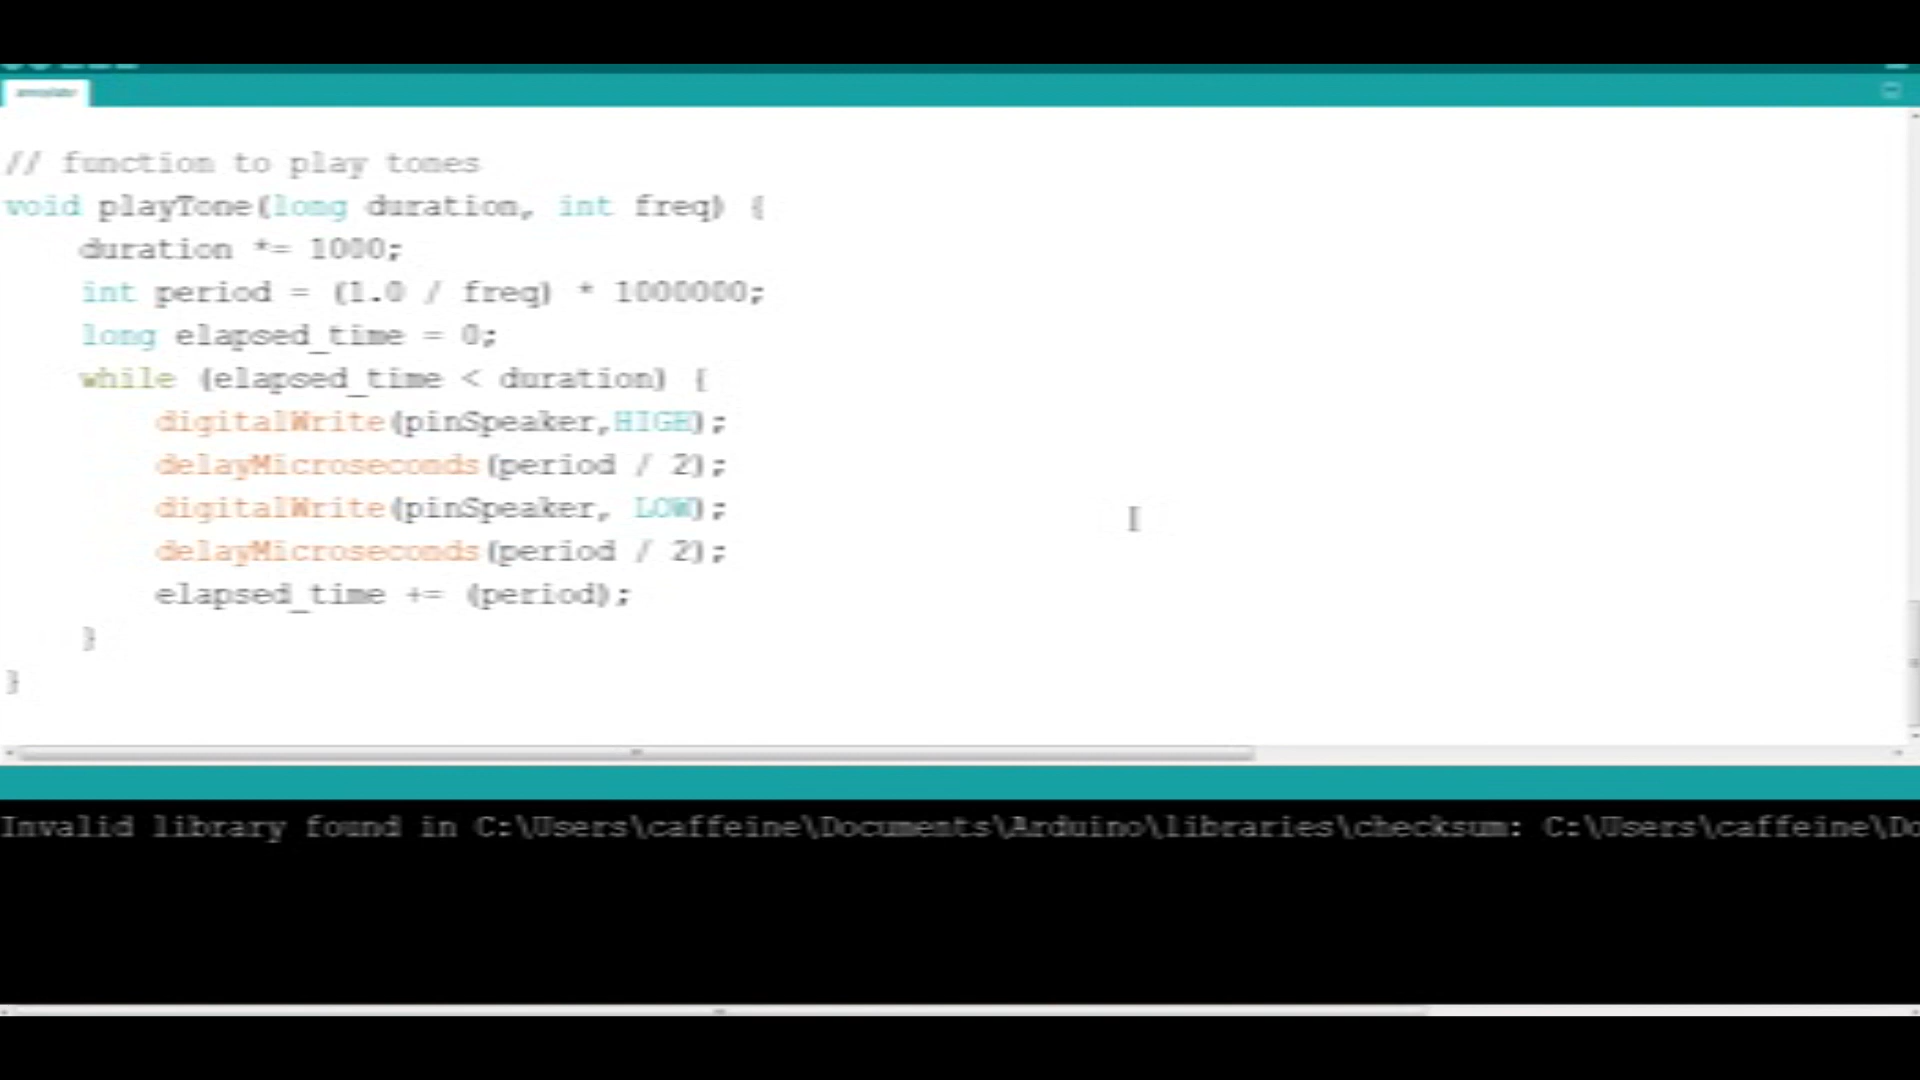 // function to play tones
void playTone(long duration, int freq) {
duration *= 1000;
int period = (1.0 / freq) * 1000000;
long elapsed_time = 0;
while (elapsed_time < duration) {
digitalWrite(pinSpeaker,HIGH);
delayMicroseconds(period / 2);
digitalWrite(pinSpeaker, LOW);
delayMicroseconds(period / 2);
elapsed_time += (period);
}
}
Invalid library found in C:\Users\caffeine\Documents\Arduino\libraries\checksum: C:\Users\caffeine\Do